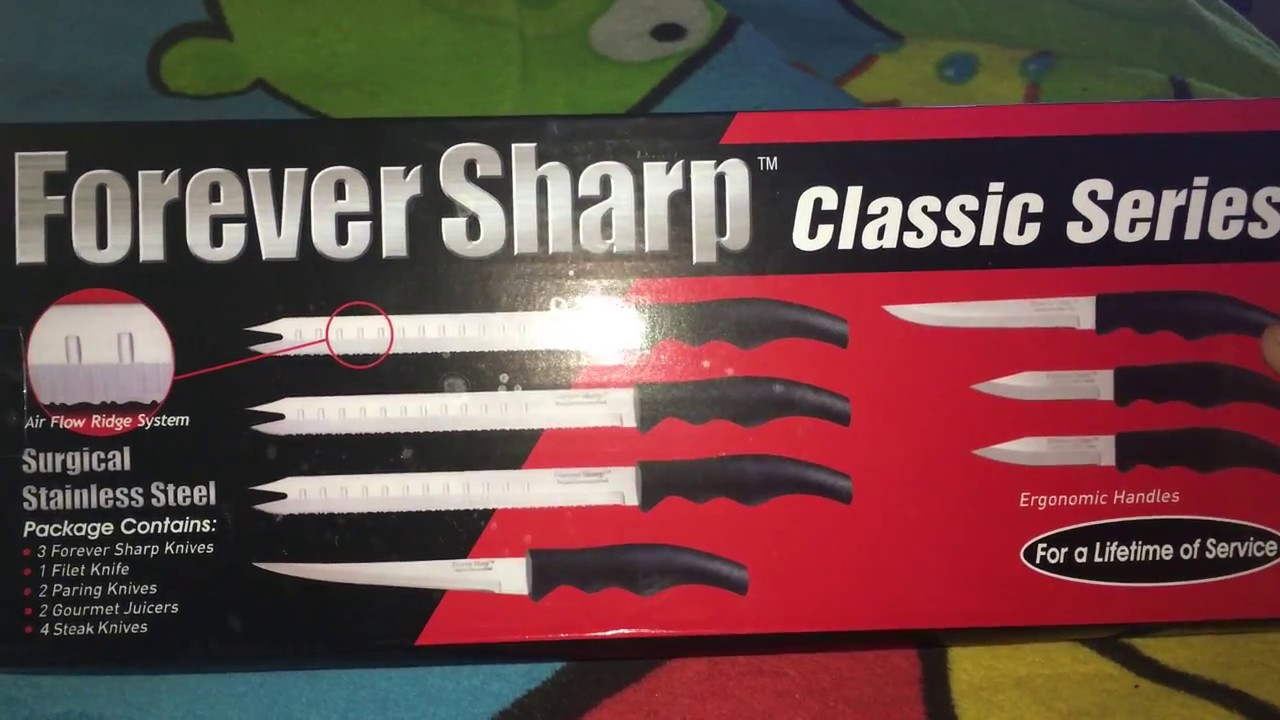 Forever Sharp™
Classic Series
Air Flow Ridge System
Surgical
Stainless Steel
Package Contains:
• 3 Forever Sharp Knives
• 1 Filet Knife
• 2 Paring Knives
• 2 Gourmet Juicers
• 4 Steak Knives
Ergonomic Handles
For a Lifetime of Service